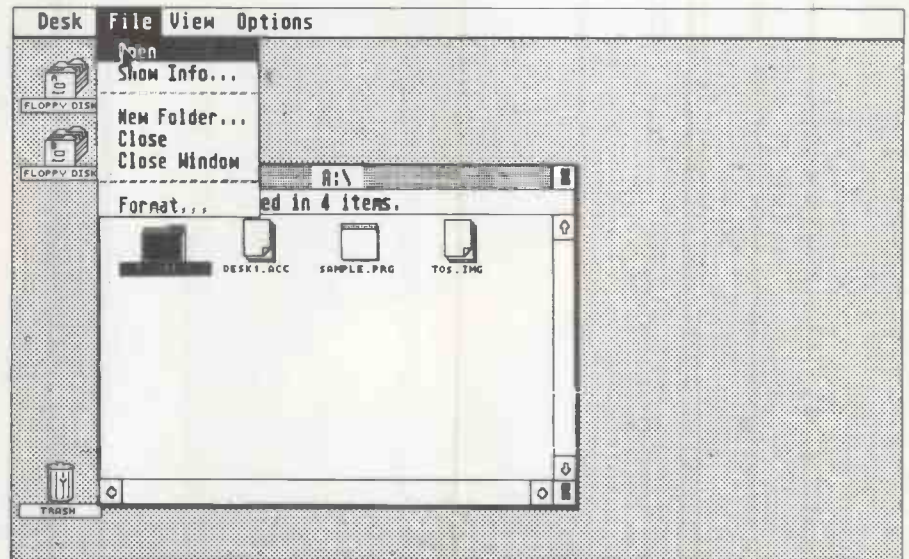 Desk File View Options
Open
Show Info...
New Folder...
Close
Close Window
Format...
A
FLOPPY DISK
B
FLOPPY DISK
A:\
ed in 4 items.
DESK1.ACC SAMPLE.PRG TOS.IMG
TRASH